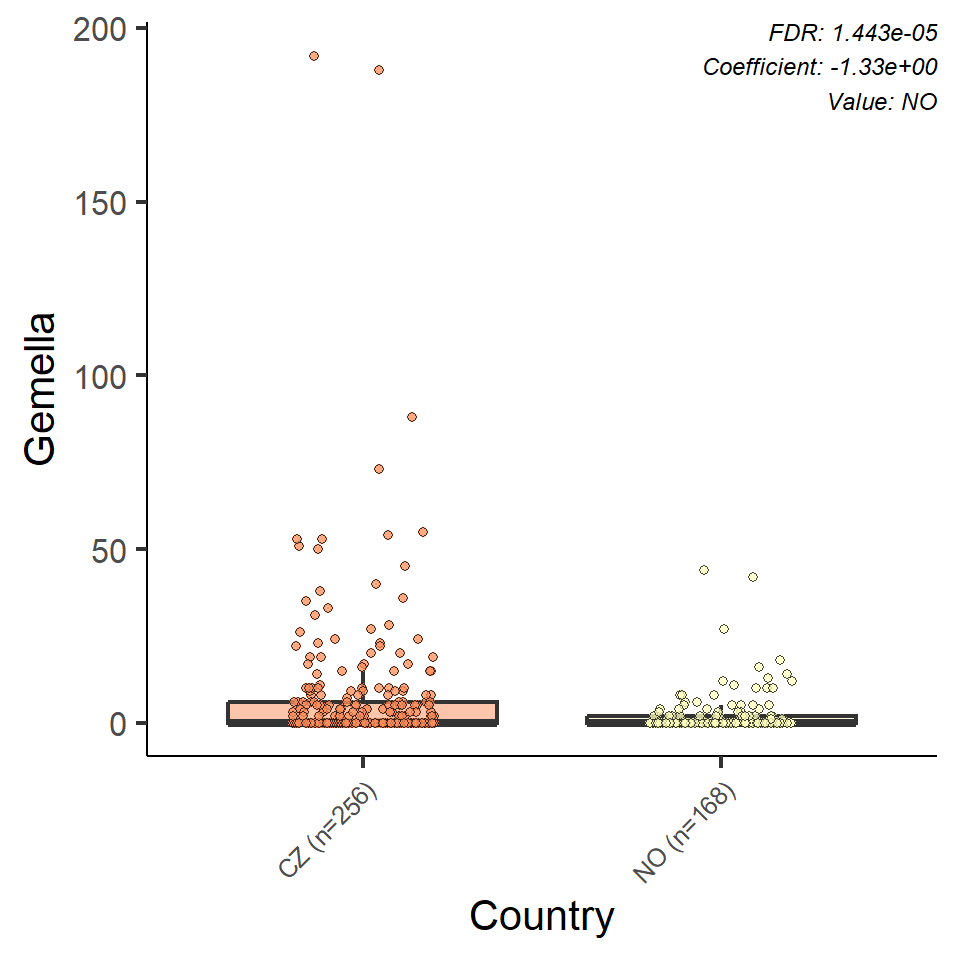 FDR: 1.443e-05
Coefficient: -1.33e+00
Value: NO
200
150
100
50
0
Gemella
CZ (n=256)
NO (n=168)
Country